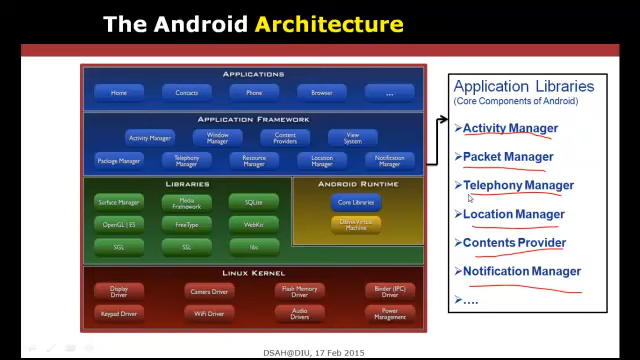 The Android Architecture
APPLICATIONS
Home
Contacts
Phone
Browser
...
APPLICATION FRAMEWORK
Activity Manager
Window Manager
Content Providers
View System
Package Manager
Telephony Manager
Resource Manager
Location Manager
Notification Manager
LIBRARIES
Surface Manager
Media Framework
SQLite
OpenGL | ES
FreeType
WebKit
SGL
SSL
libc
ANDROID RUNTIME
Core Libraries
Dalvik Virtual Machine
LINUX KERNEL
Display Driver
Camera Driver
Flash Memory Driver
Binder (IPC) Driver
Keypad Driver
WiFi Driver
Audio Drivers
Power Management
Application Libraries
(Core Components of Android)
➢Activity Manager
➢Packet Manager
➢Telephony Manager
➢Location Manager
➢Contents Provider
➢Notification Manager
➢....
DSAH@DIU, 17 Feb 2015